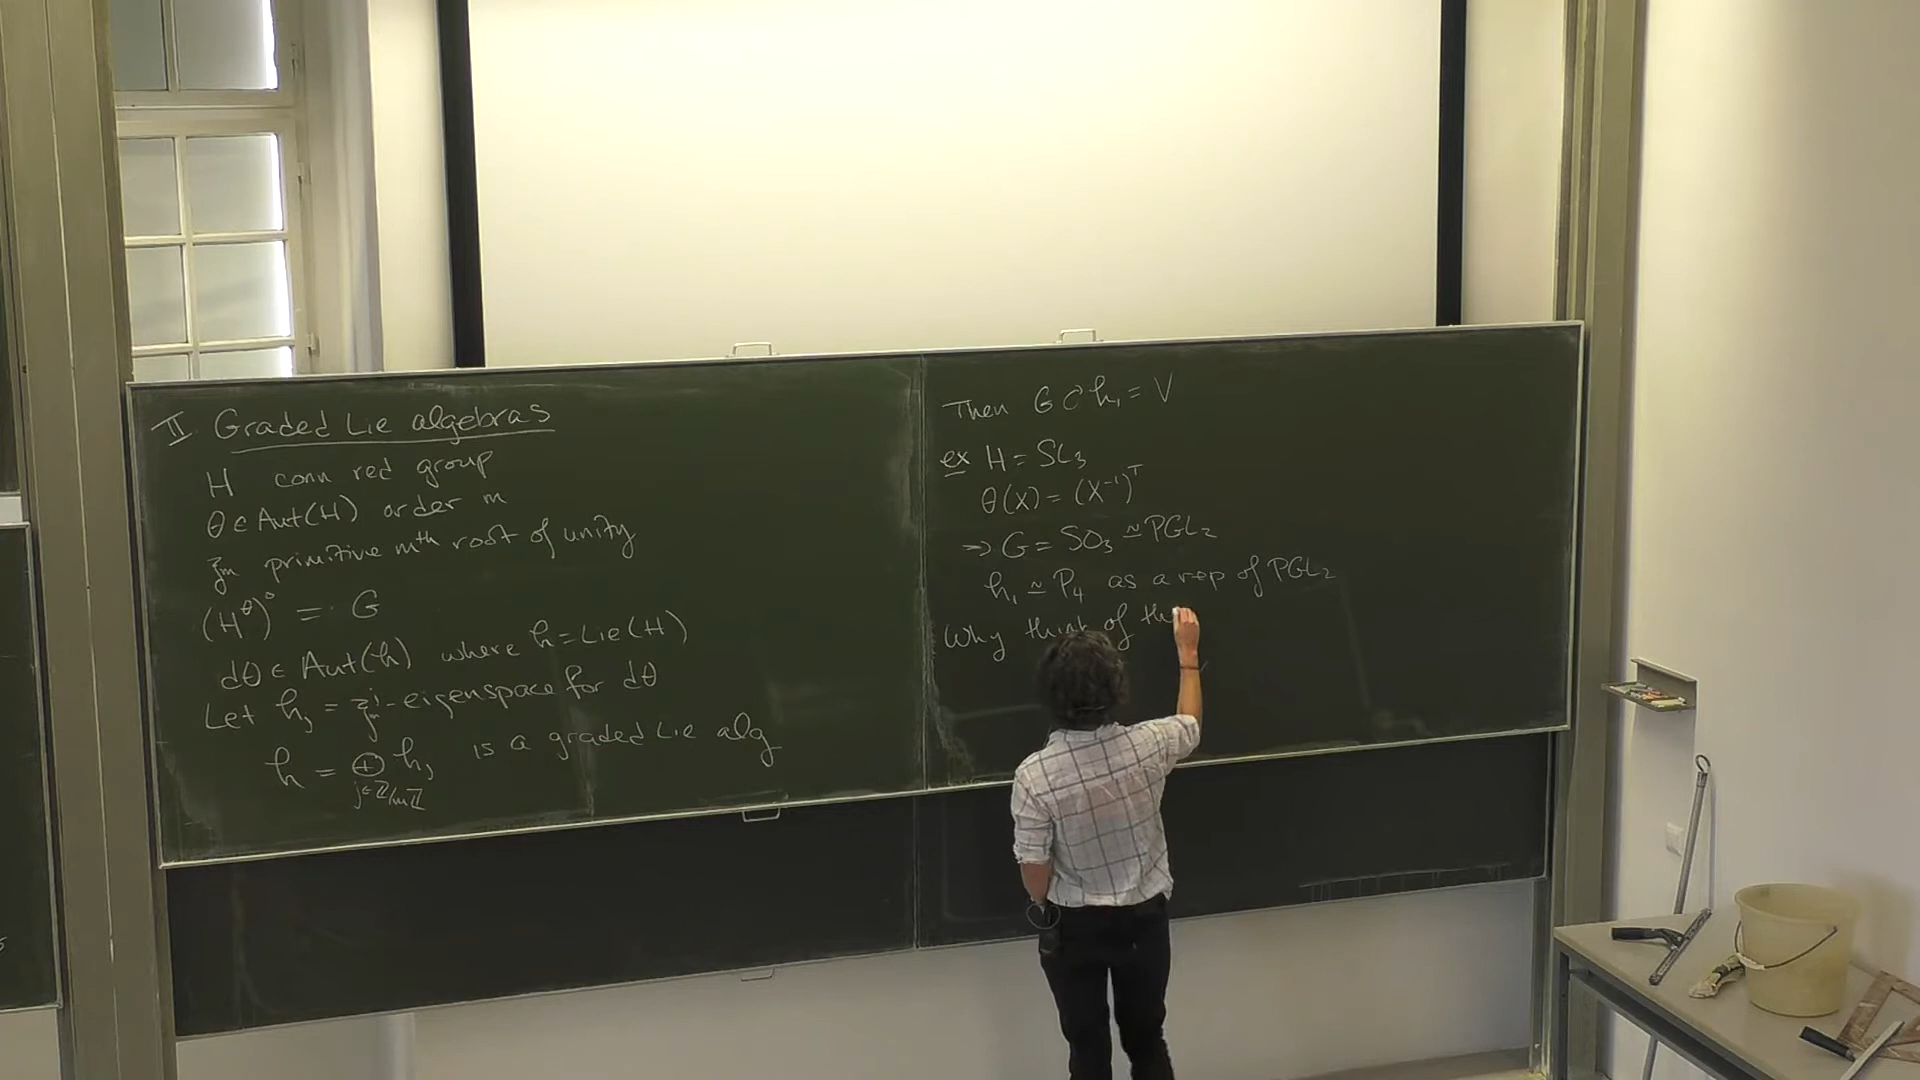 II. Graded Lie algebras
H conn red group
θ ∈ Aut(H) order m
ζₘ primitive mᵗʰ root of unity
(H^θ)° = G
dθ ∈ Aut(h) where h = Lie(H)
Let hⱼ = ζₘʲ-eigenspace for dθ
h = ⊕ hⱼ is a graded Lie alg
j∈ℤ/mℤ
Then G ↻ h₁ = V
ex H = SL₃
θ(X) = (X⁻¹)ᵀ
⇒ G = SO₃ ≃ PGL₂
h₁ ≃ P₄ as a rep of PGL₂
Why think of th